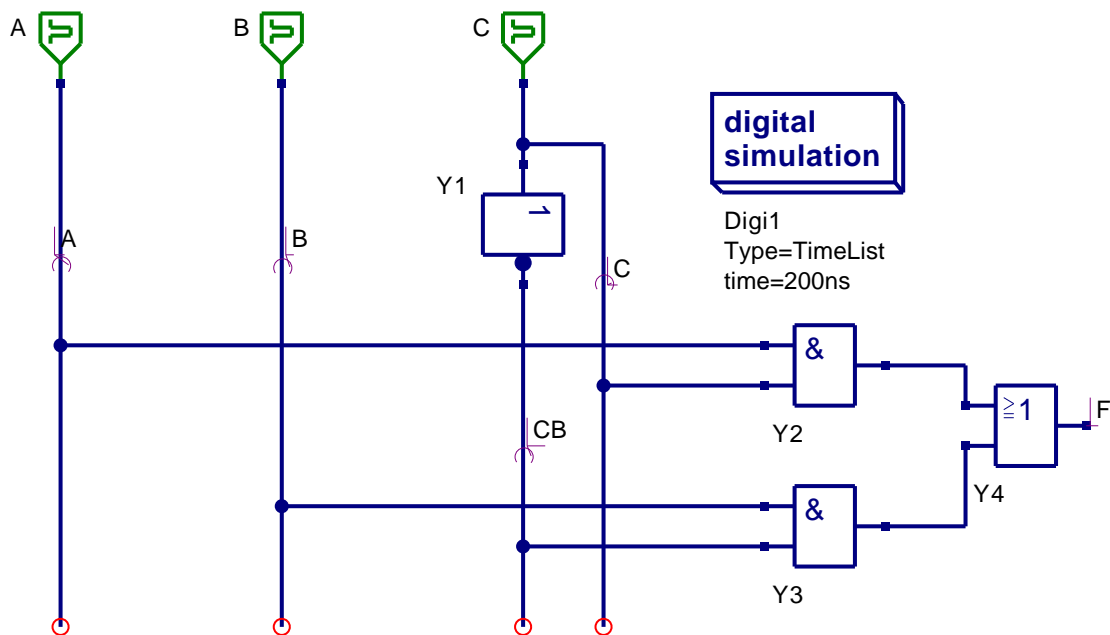 A
B
C
digital
simulation
Y1
1
Digi1
Type=TimeList
time=200ns
A
B
C
&
Y2
≥1
F
CB
Y4
&
Y3